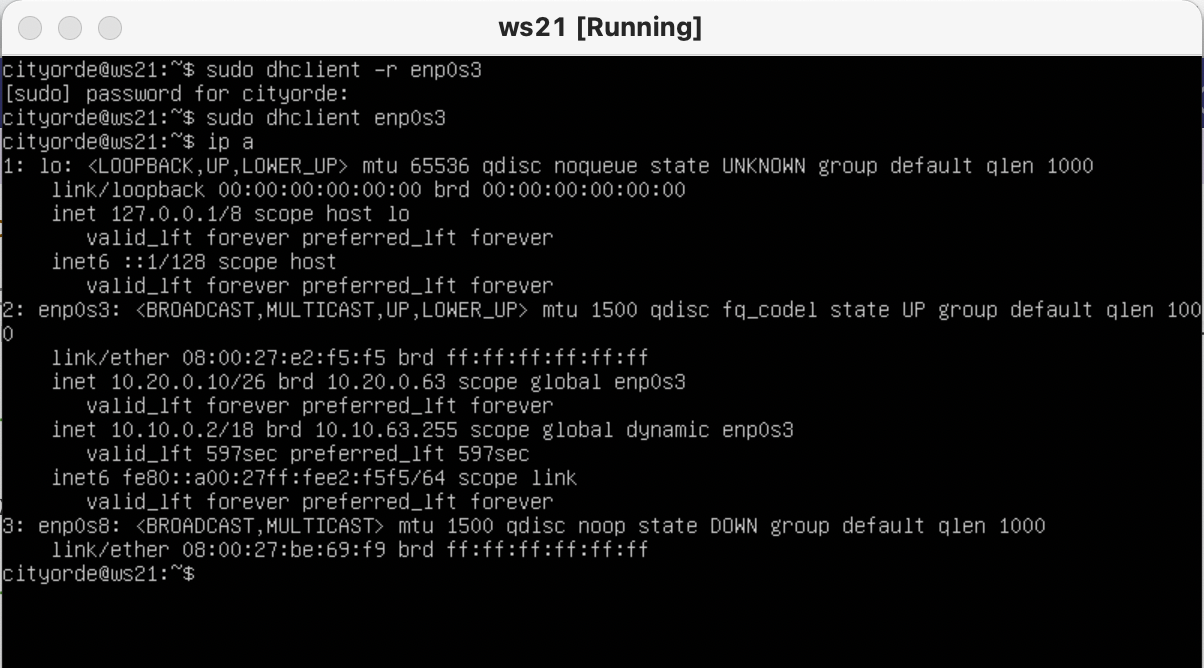 ws21 [Running]
cityorde@ws21:~$ sudo dhclient -r enp0s3
[sudo] password for cityorde:
cityorde@ws21:~$ sudo dhclient enp0s3
cityorde@ws21:~$ ip a
1: lo: <LOOPBACK,UP,LOWER_UP> mtu 65536 qdisc noqueue state UNKNOWN group default qlen 1000
    link/loopback 00:00:00:00:00:00 brd 00:00:00:00:00:00
    inet 127.0.0.1/8 scope host lo
       valid_lft forever preferred_lft forever
    inet6 ::1/128 scope host
       valid_lft forever preferred_lft forever
2: enp0s3: <BROADCAST,MULTICAST,UP,LOWER_UP> mtu 1500 qdisc fq_codel state UP group default qlen 100
0
    link/ether 08:00:27:e2:f5:f5 brd ff:ff:ff:ff:ff:ff
    inet 10.20.0.10/26 brd 10.20.0.63 scope global enp0s3
       valid_lft forever preferred_lft forever
    inet 10.10.0.2/18 brd 10.10.63.255 scope global dynamic enp0s3
       valid_lft 597sec preferred_lft 597sec
    inet6 fe80::a00:27ff:fee2:f5f5/64 scope link
       valid_lft forever preferred_lft forever
3: enp0s8: <BROADCAST,MULTICAST> mtu 1500 qdisc noop state DOWN group default qlen 1000
    link/ether 08:00:27:be:69:f9 brd ff:ff:ff:ff:ff:ff
cityorde@ws21:~$